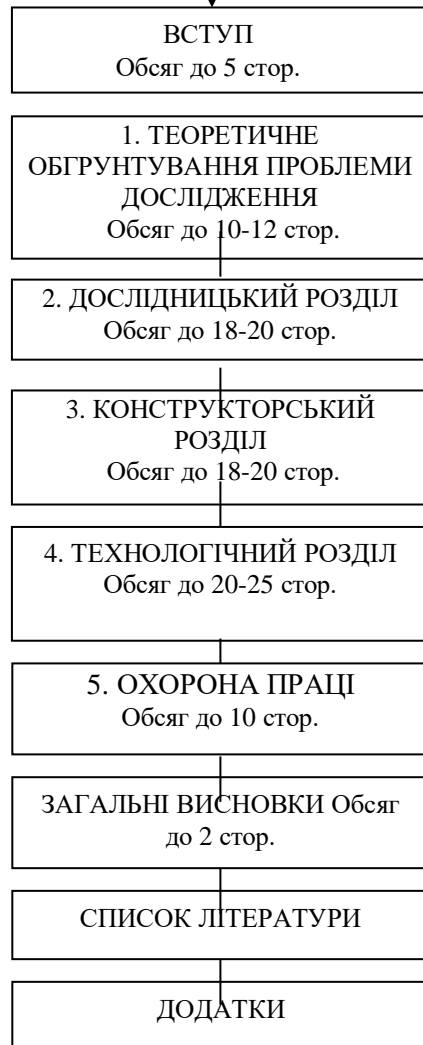 ВСТУП
Обсяг до 5 стор.
1. ТЕОРЕТИЧНЕ
ОБГРУНТУВАННЯ ПРОБЛЕМИ
ДОСЛІДЖЕННЯ
Обсяг до 10-12 стор.
2. ДОСЛІДНИЦЬКИЙ РОЗДІЛ
Обсяг до 18-20 стор.
3. КОНСТРУКТОРСЬКИЙ
РОЗДІЛ
Обсяг до 18-20 стор.
4. ТЕХНОЛОГІЧНИЙ РОЗДІЛ
Обсяг до 20-25 стор.
5. ОХОРОНА ПРАЦІ
Обсяг до 10 стор.
ЗАГАЛЬНІ ВИСНОВКИ Обсяг
до 2 стор.
СПИСОК ЛІТЕРАТУРИ
ДОДАТКИ